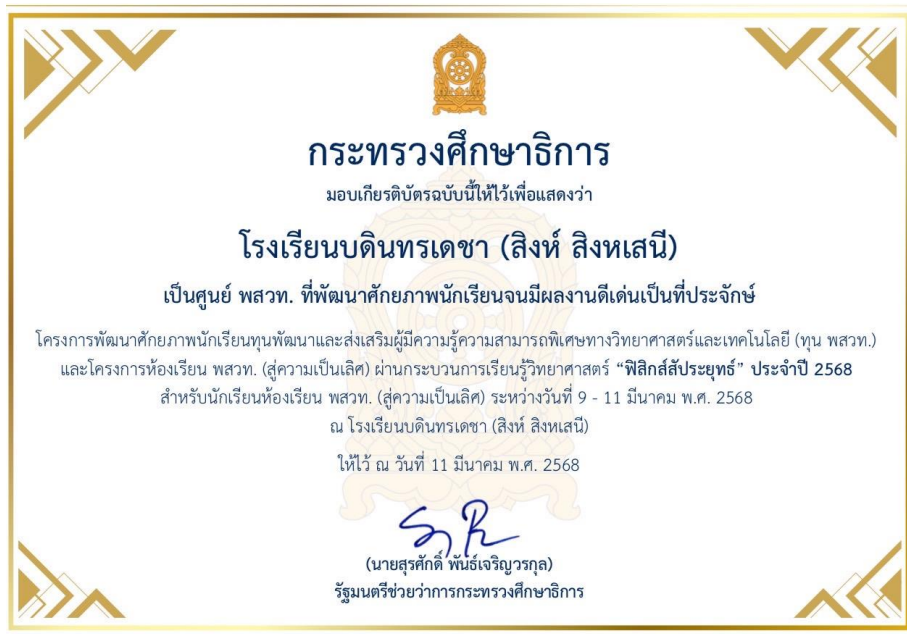 กระทรวงศึกษาธิการ
มอบเกียรติบัตรฉบับนี้ให้ไว้เพื่อแสดงว่า
โรงเรียนบดินทรเดชา (สิงห์ สิงหเสนี)
เป็นศูนย์ พสวท. ที่พัฒนาศักยภาพนักเรียนจนมีผลงานดีเด่นเป็นที่ประจักษ์
โครงการพัฒนาศักยภาพนักเรียนทุนพัฒนาและส่งเสริมผู้มีความรู้ความสามารถพิเศษทางวิทยาศาสตร์และเทคโนโลยี (ทุน พสวท.)
และโครงการห้องเรียน พสวท. (สู่ความเป็นเลิศ) ผ่านกระบวนการเรียนรู้วิทยาศาสตร์ “ฟิสิกส์สัประยุทธ์” ประจำปี 2568
สำหรับนักเรียนห้องเรียน พสวท. (สู่ความเป็นเลิศ) ระหว่างวันที่ 9 - 11 มีนาคม พ.ศ. 2568
ณ โรงเรียนบดินทรเดชา (สิงห์ สิงหเสนี)
ให้ไว้ ณ วันที่ 11 มีนาคม พ.ศ. 2568
(นายสุรศักดิ์ พันธ์เจริญวรกุล)
รัฐมนตรีช่วยว่าการกระทรวงศึกษาธิการ